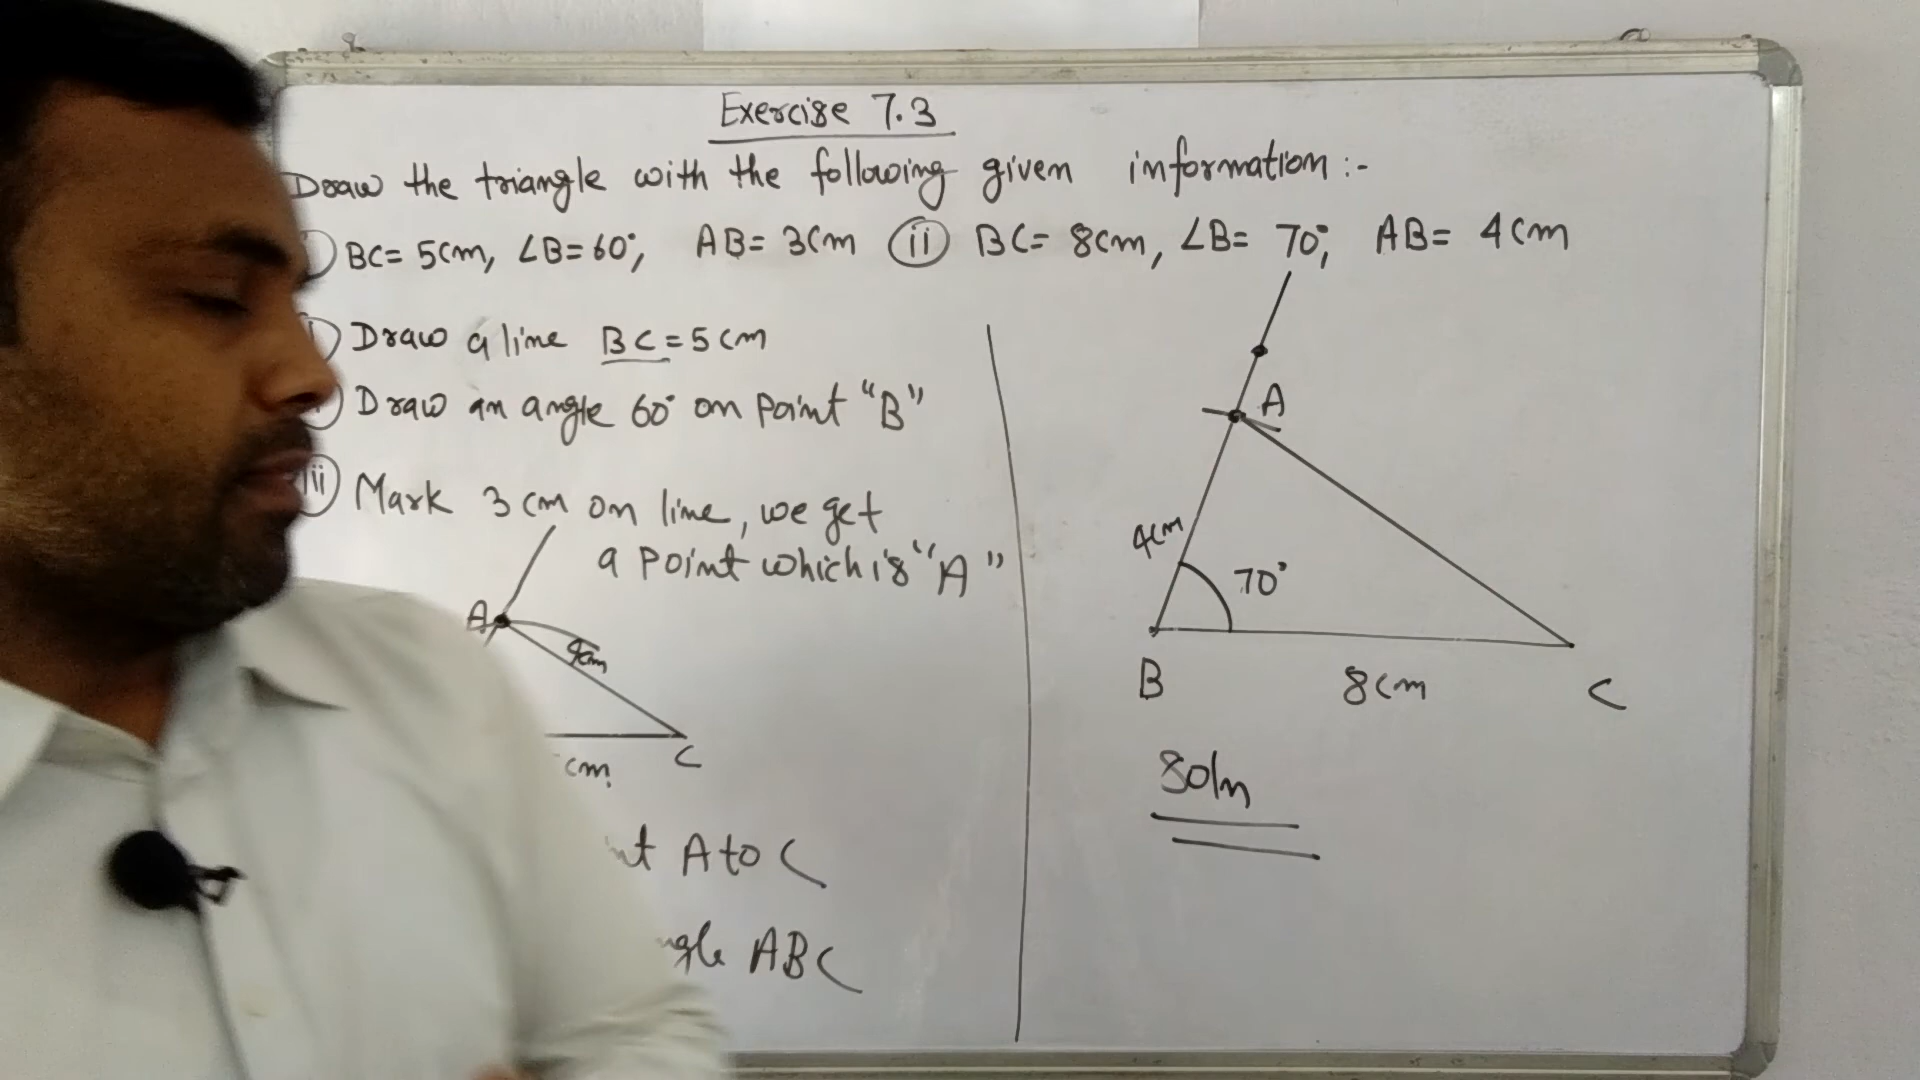 Exercise 7.3
Draw the triangle with the following given information :-
BC = 5cm, ∠B = 60°, AB = 3cm (ii) BC = 8cm, ∠B = 70°, AB = 4cm
Draw a line BC = 5cm
Draw an angle 60° on Point "B"
(iii) Mark 3cm on line, we get
a Point which is "A"
A
cm
C
A to C
ABC
A
4cm
70°
B
8cm
C
Soln